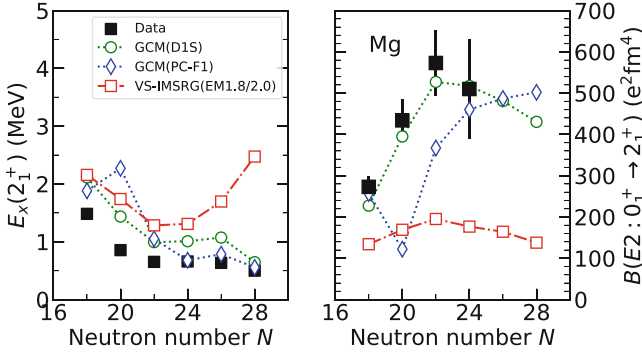 5
4
3
2
1
0
E_x(2_1^+) (MeV)
Data
GCM(D1S)
GCM(PC-F1)
VS-IMSRG(EM1.8/2.0)
16 20 24 28
Neutron number N
Mg
16 20 24 28
Neutron number N
700
600
500
400
300
200
100
0
B(E2: 0_1^+ → 2_1^+) (e²fm⁴)